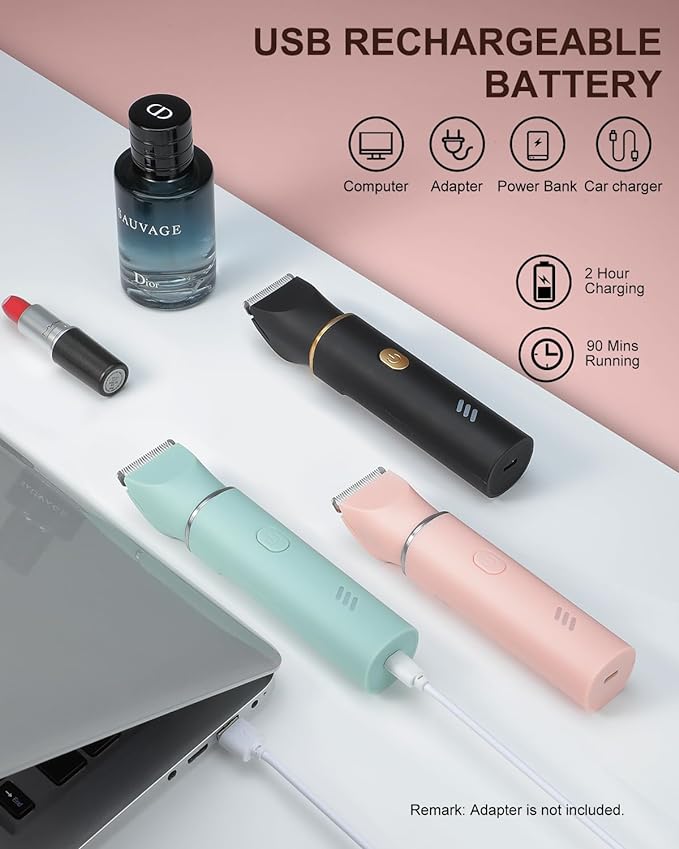 USB RECHARGEABLE
BATTERY
Computer
Adapter
Power Bank
Car charger
2 Hour
Charging
90 Mins
Running
SAUVAGE
Dior
End
Remark: Adapter is not included.